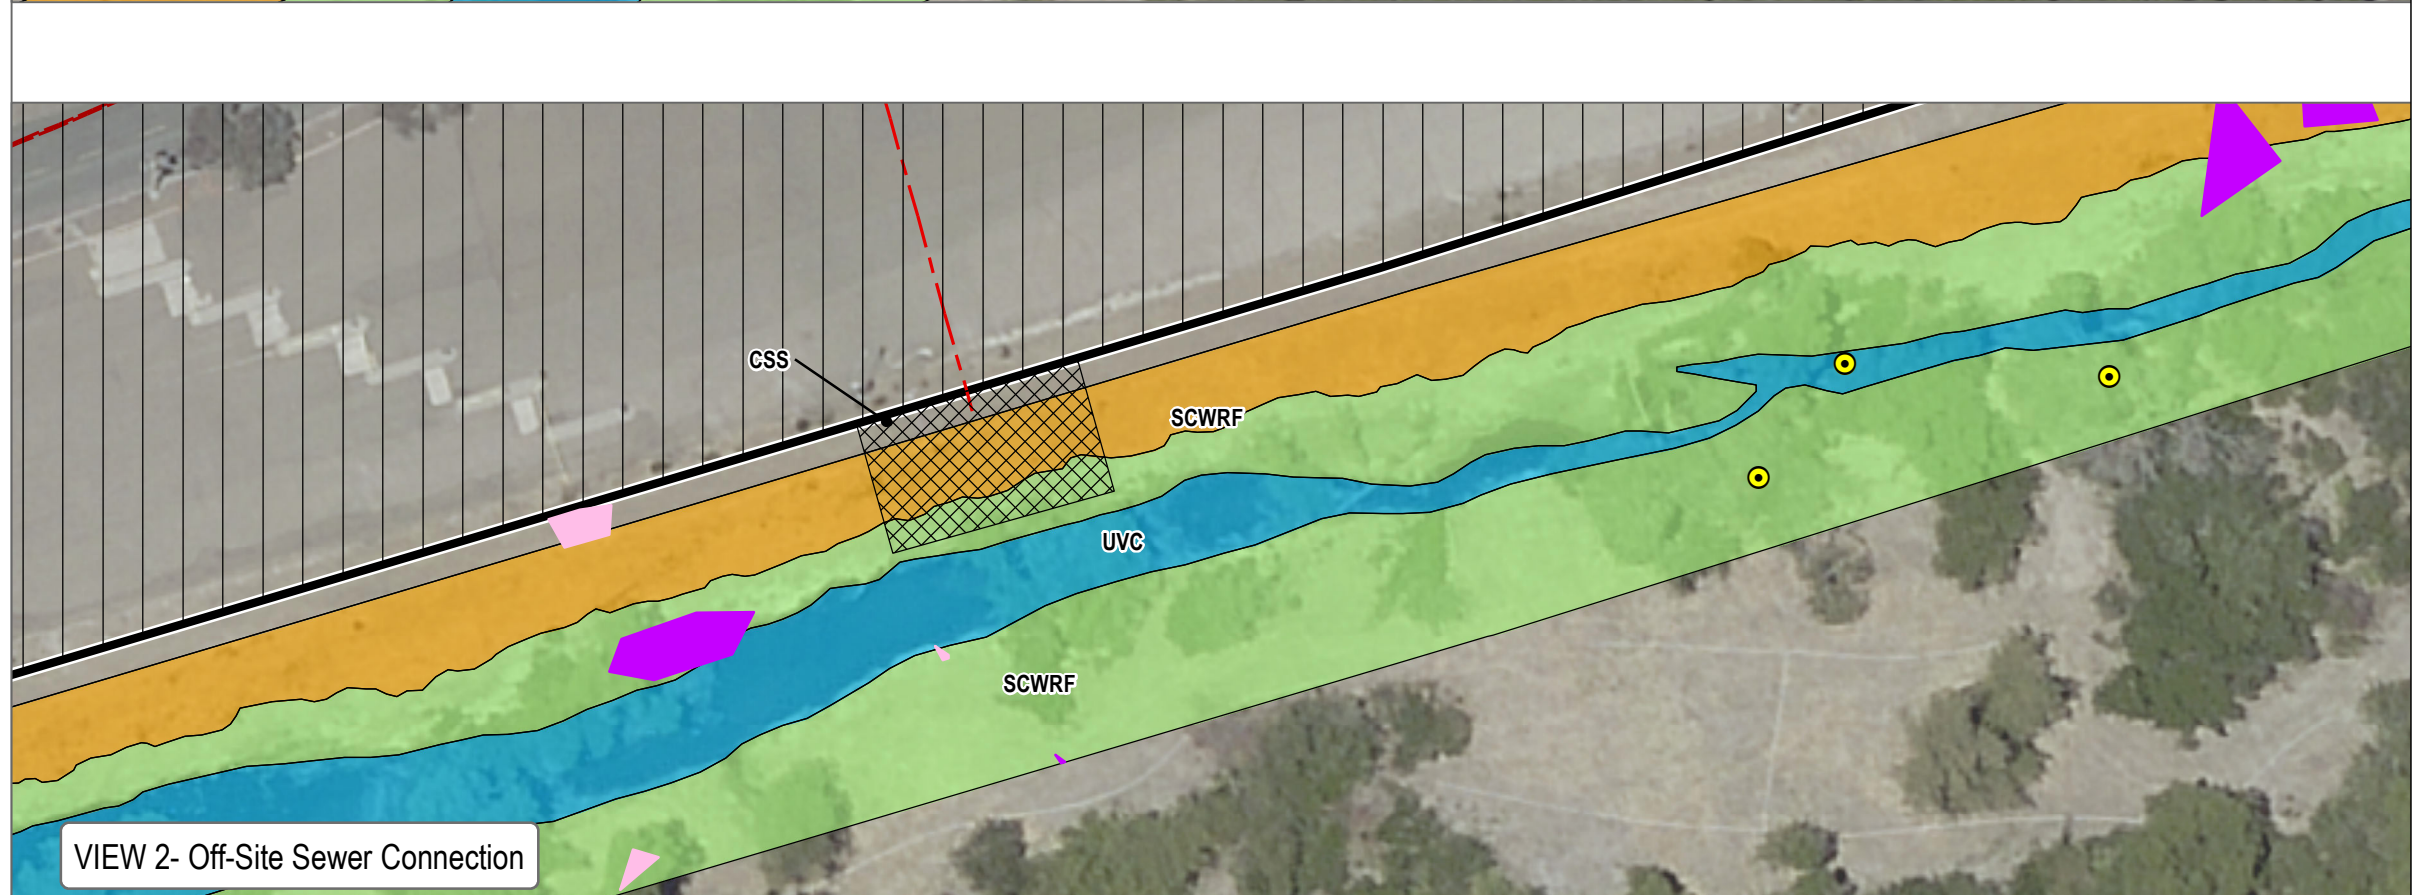 CSS
SCWRF
UVC
SCWRF
VIEW 2- Off-Site Sewer Connection